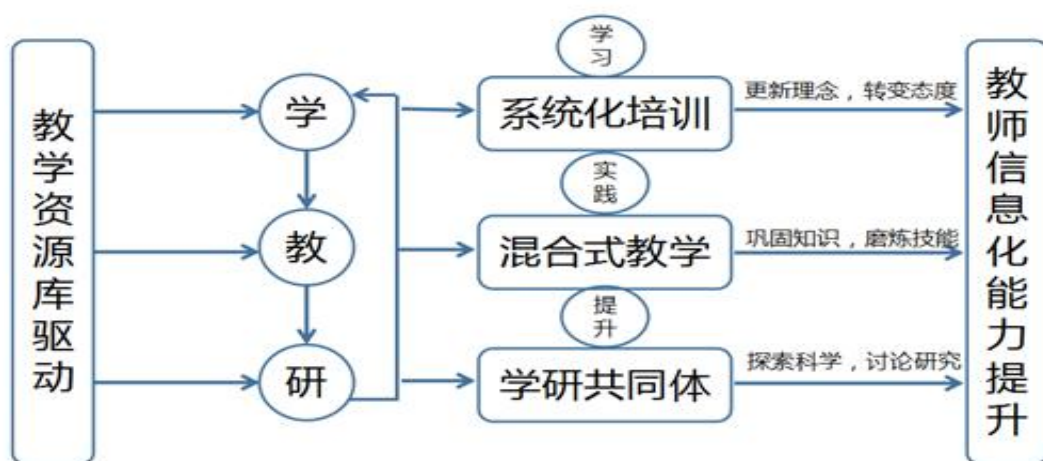 教学资源库驱动
学
教
研
学习
系统化培训
实践
混合式教学
提升
学研共同体
更新理念，转变态度
巩固知识，磨炼技能
探索科学，讨论研究
教师信息化能力提升